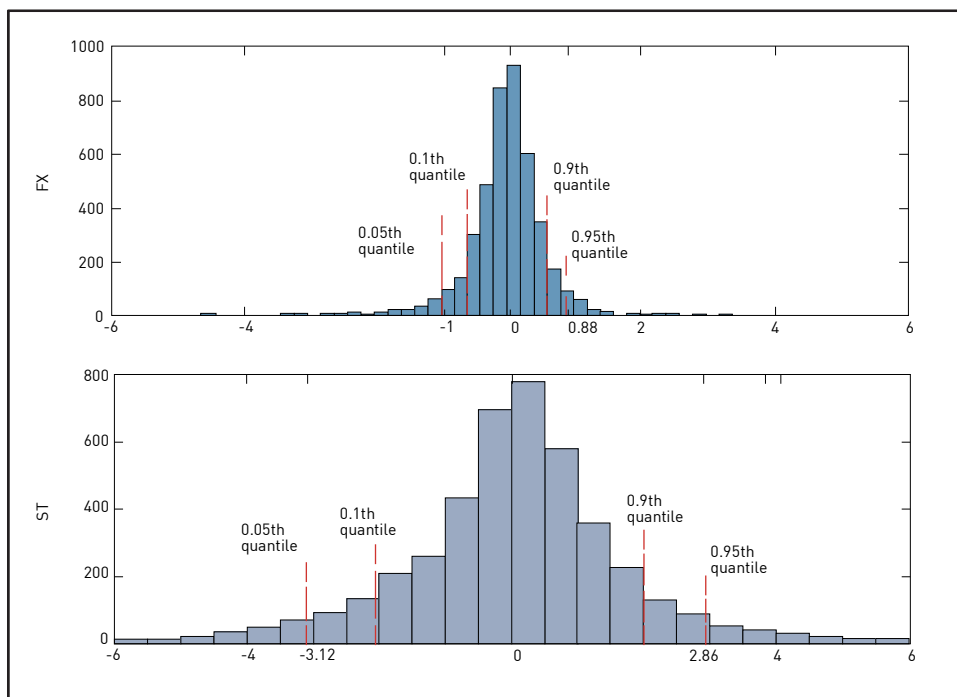 1000
800
600
400
200
0
FX
0.1th
quantile
0.9th
quantile
0.05th
quantile
0.95th
quantile
-6 -4 -1 0 0.88 2 4 6
800
600
400
200
0
ST
0.05th
quantile
0.1th
quantile
0.9th
quantile
0.95th
quantile
-6 -4 -3.12 0 2.86 4 6